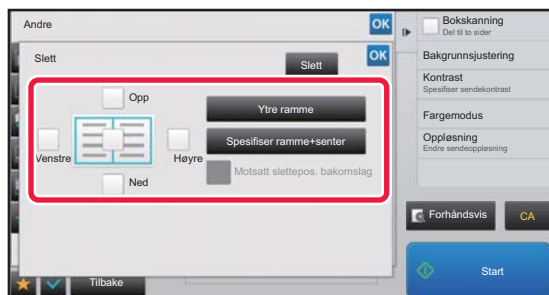 Andre
OK
Slett
Slett
OK
Opp
Venstre
Høyre
Ned
Ytre ramme
Spesifiser ramme+senter
Motsatt slettepos. bakomslag
Tilbake
Bokskanning
Del til to sider
Bakgrunnsjustering
Kontrast
Spesifiser sendekontrast
Fargemodus
Oppløsning
Endre sendeoppløsning
Forhåndsvis
CA
Start